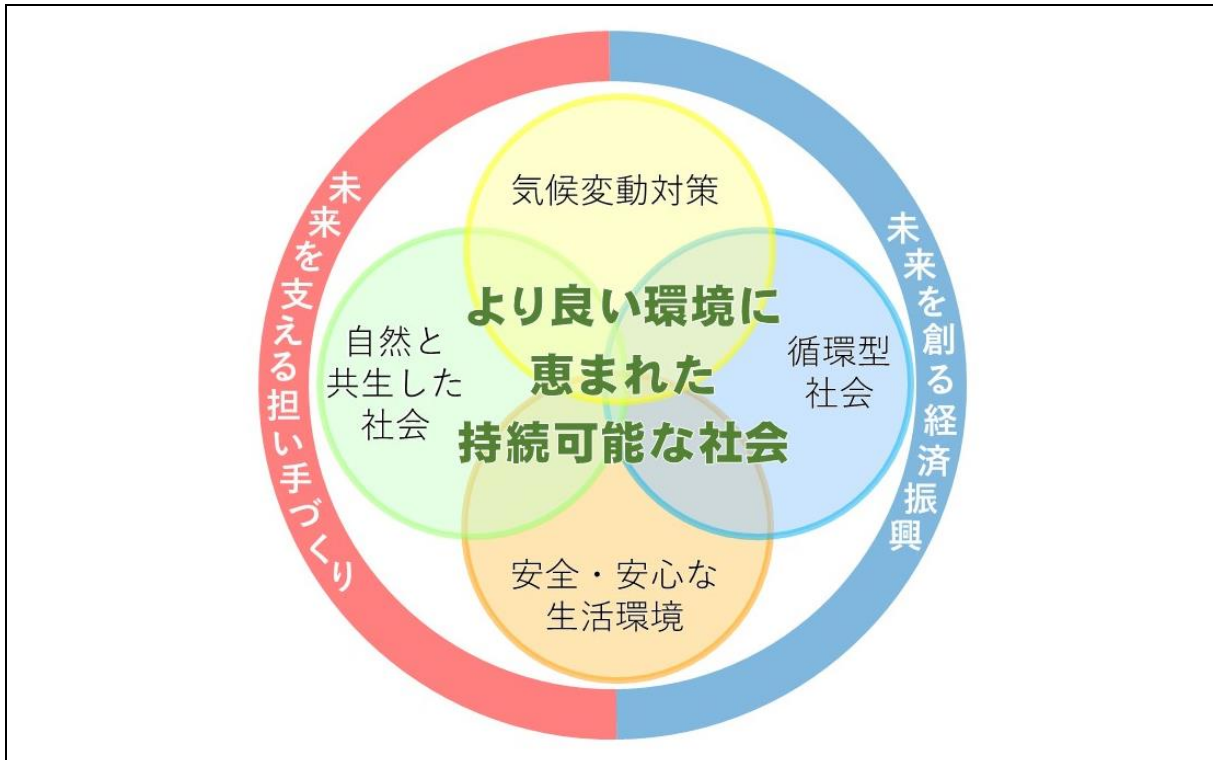 気候変動対策
自然と
共生した
社会
より良い環境に
恵まれた
持続可能な社会
循環型
社会
安全・安心な
生活環境
未来を支える担い手づくり
未来を創る経済振興